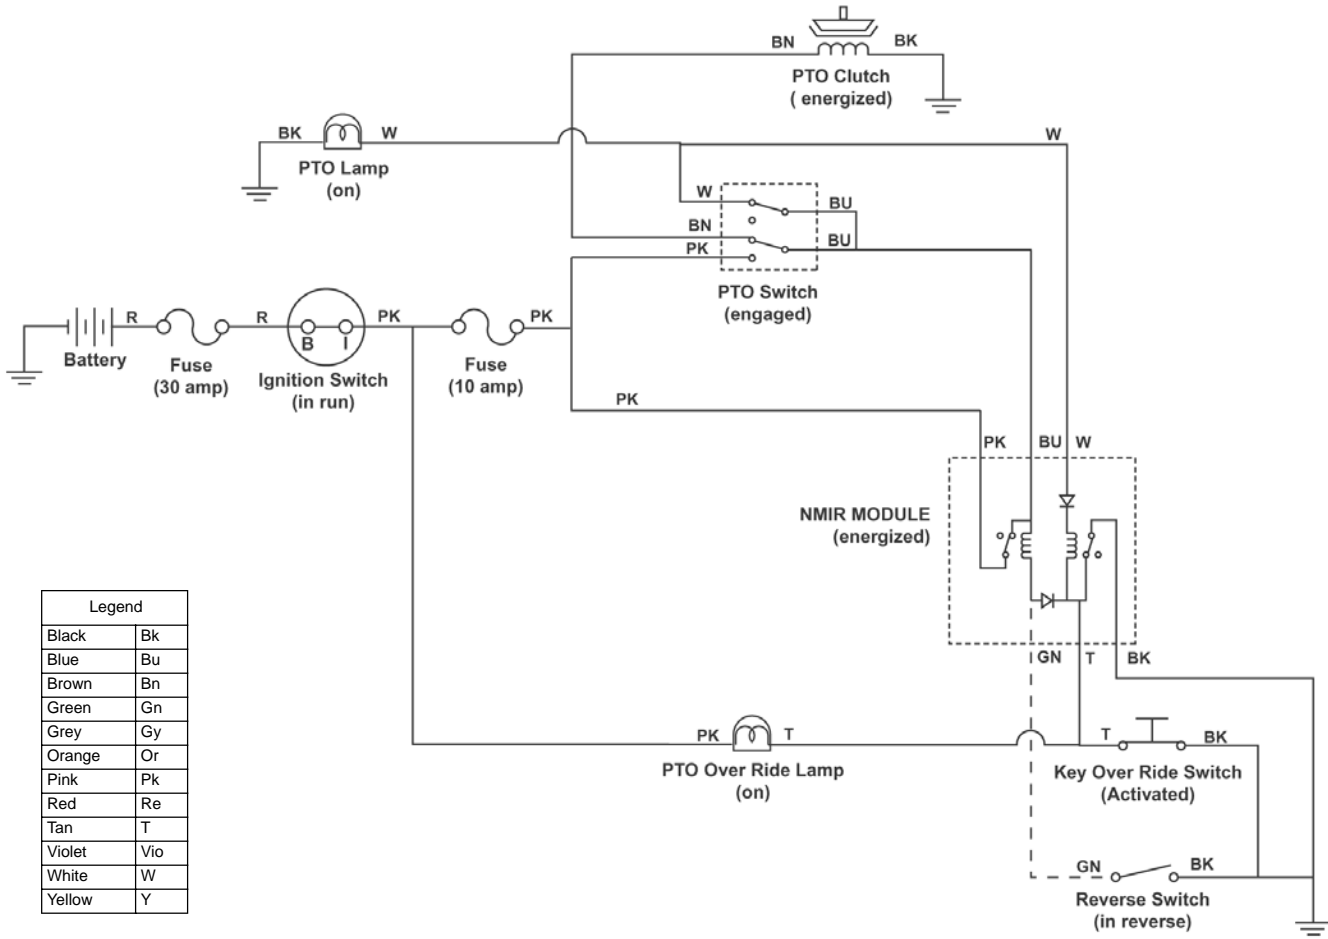 BN
BK
PTO Clutch
( energized)
BK
W
W
PTO Lamp
(on)
W
BU
BN
BU
PK
PTO Switch
(engaged)
R
R
PK
PK
B
I
Battery
Fuse
(30 amp)
Ignition Switch
(in run)
Fuse
(10 amp)
PK
PK
BU
W
NMIR MODULE
(energized)
GN
T
BK
PK
T
T
BK
PTO Over Ride Lamp
(on)
Key Over Ride Switch
(Activated)
GN
BK
Reverse Switch
(in reverse)
Legend
Black Bk
Blue Bu
Brown Bn
Green Gn
Grey Gy
Orange Or
Pink Pk
Red Re
Tan T
Violet Vio
White W
Yellow Y